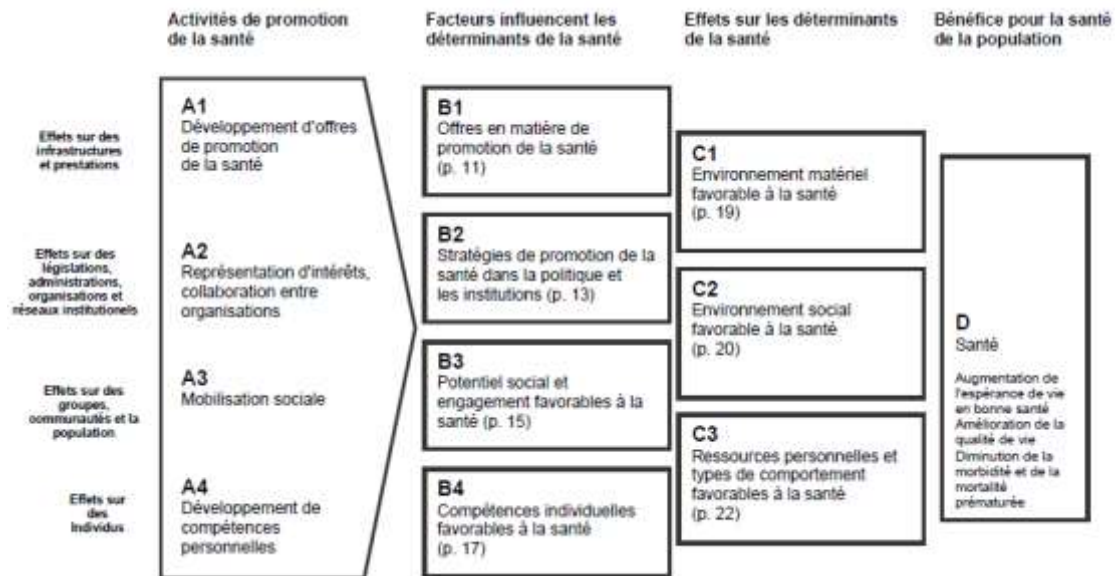 Activités de promotion
de la santé
Facteurs influencent les
déterminants de la santé
Effets sur les déterminants
de la santé
Bénéfice pour la santé
de la population
Effets sur des
infrastructures
et prestations
A1
Développement d'offres
de promotion
de la santé
B1
Offres en matière de
promotion de la santé
(p. 11)
C1
Environnement matériel
favorable à la santé
(p. 19)
Effets sur des
législations,
administrations,
organisations et
réseaux institutionels
A2
Représentation d'intérêts,
collaboration entre
organisations
B2
Stratégies de promotion de la
santé dans la politique et
les institutions (p. 13)
C2
Environnement social
favorable à la santé
(p. 20)
D
Santé
Augmentation de
l'espérance de vie
en bonne santé
Amélioration de la
qualité de vie
Diminution de la
morbidité et de la
mortalité
prématurée
Effets sur des
groupes,
communautés et la
population
A3
Mobilisation sociale
B3
Potentiel social et
engagement favorables à la
santé (p. 15)
C3
Ressources personnelles et
types de comportement
favorables à la santé
(p. 22)
Effets sur
des
Individus
A4
Développement de
compétences
personnelles
B4
Compétences individuelles
favorables à la santé
(p. 17)